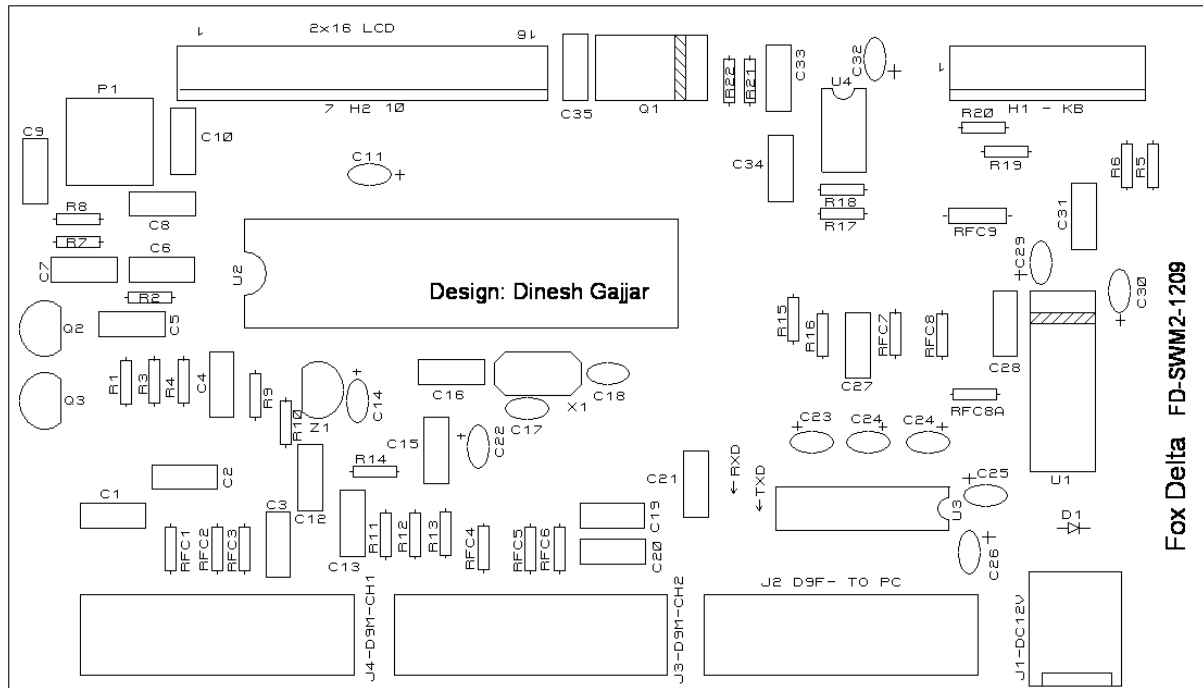 1
2x16 LCD
16
7 H2 10
P1
C9
C10
C35
Q1
R22
R21
C33
C32
U4
1
H1 - KB
R20
R19
R6
R5
C11
C34
R18
R17
R8
C8
R7
C7
C6
R2
C5
Q2
Q3
U2
Design: Dinesh Gajjar
RFC9
C31
C29
C30
R15
R16
C27
RFC7
RFC8
C28
RFC8A
R1
R3
R4
C4
R9
R10
Z1
C14
C16
X1
C17
C18
C15
C22
R14
C23
C24
C24
C2
C1
C3
C12
C13
C21
←RXD
←TXD
U3
C25
U1
D1
C26
RFC1
RFC2
RFC3
R11
R12
R13
RFC4
RFC5
RFC6
C19
C20
J4-D9M-CH1
J3-D9M-CH2
J2 D9F- TO PC
J1-DC12V
Fox Delta FD-SWM2-1209